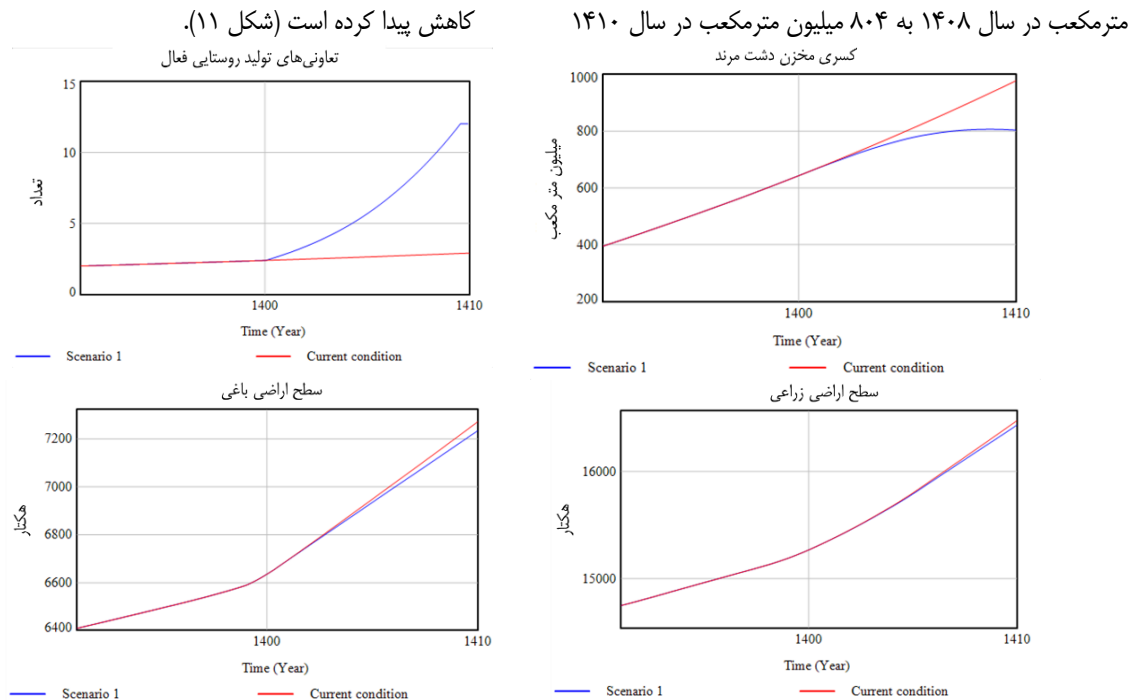 مترمکعب در سال ۱۴۰۸ به ۸۰۴ میلیون مترمکعب در سال ۱۴۱۰ کاهش پیدا کرده است (شکل ۱۱).
کسری مخزن دشت مرند
1000
800
600
400
200
میلیون متر مکعب
1400
1410
Time (Year)
Scenario 1
Current condition
تعاونی‌های تولید روستایی فعال
15
10
5
0
تعداد
1400
1410
Time (Year)
Scenario 1
Current condition
سطح اراضی زراعی
16000
15000
هکتار
1400
1410
Time (Year)
Scenario 1
Current condition
سطح اراضی باغی
7200
7000
6800
6600
6400
هکتار
1400
1410
Time (Year)
Scenario 1
Current condition